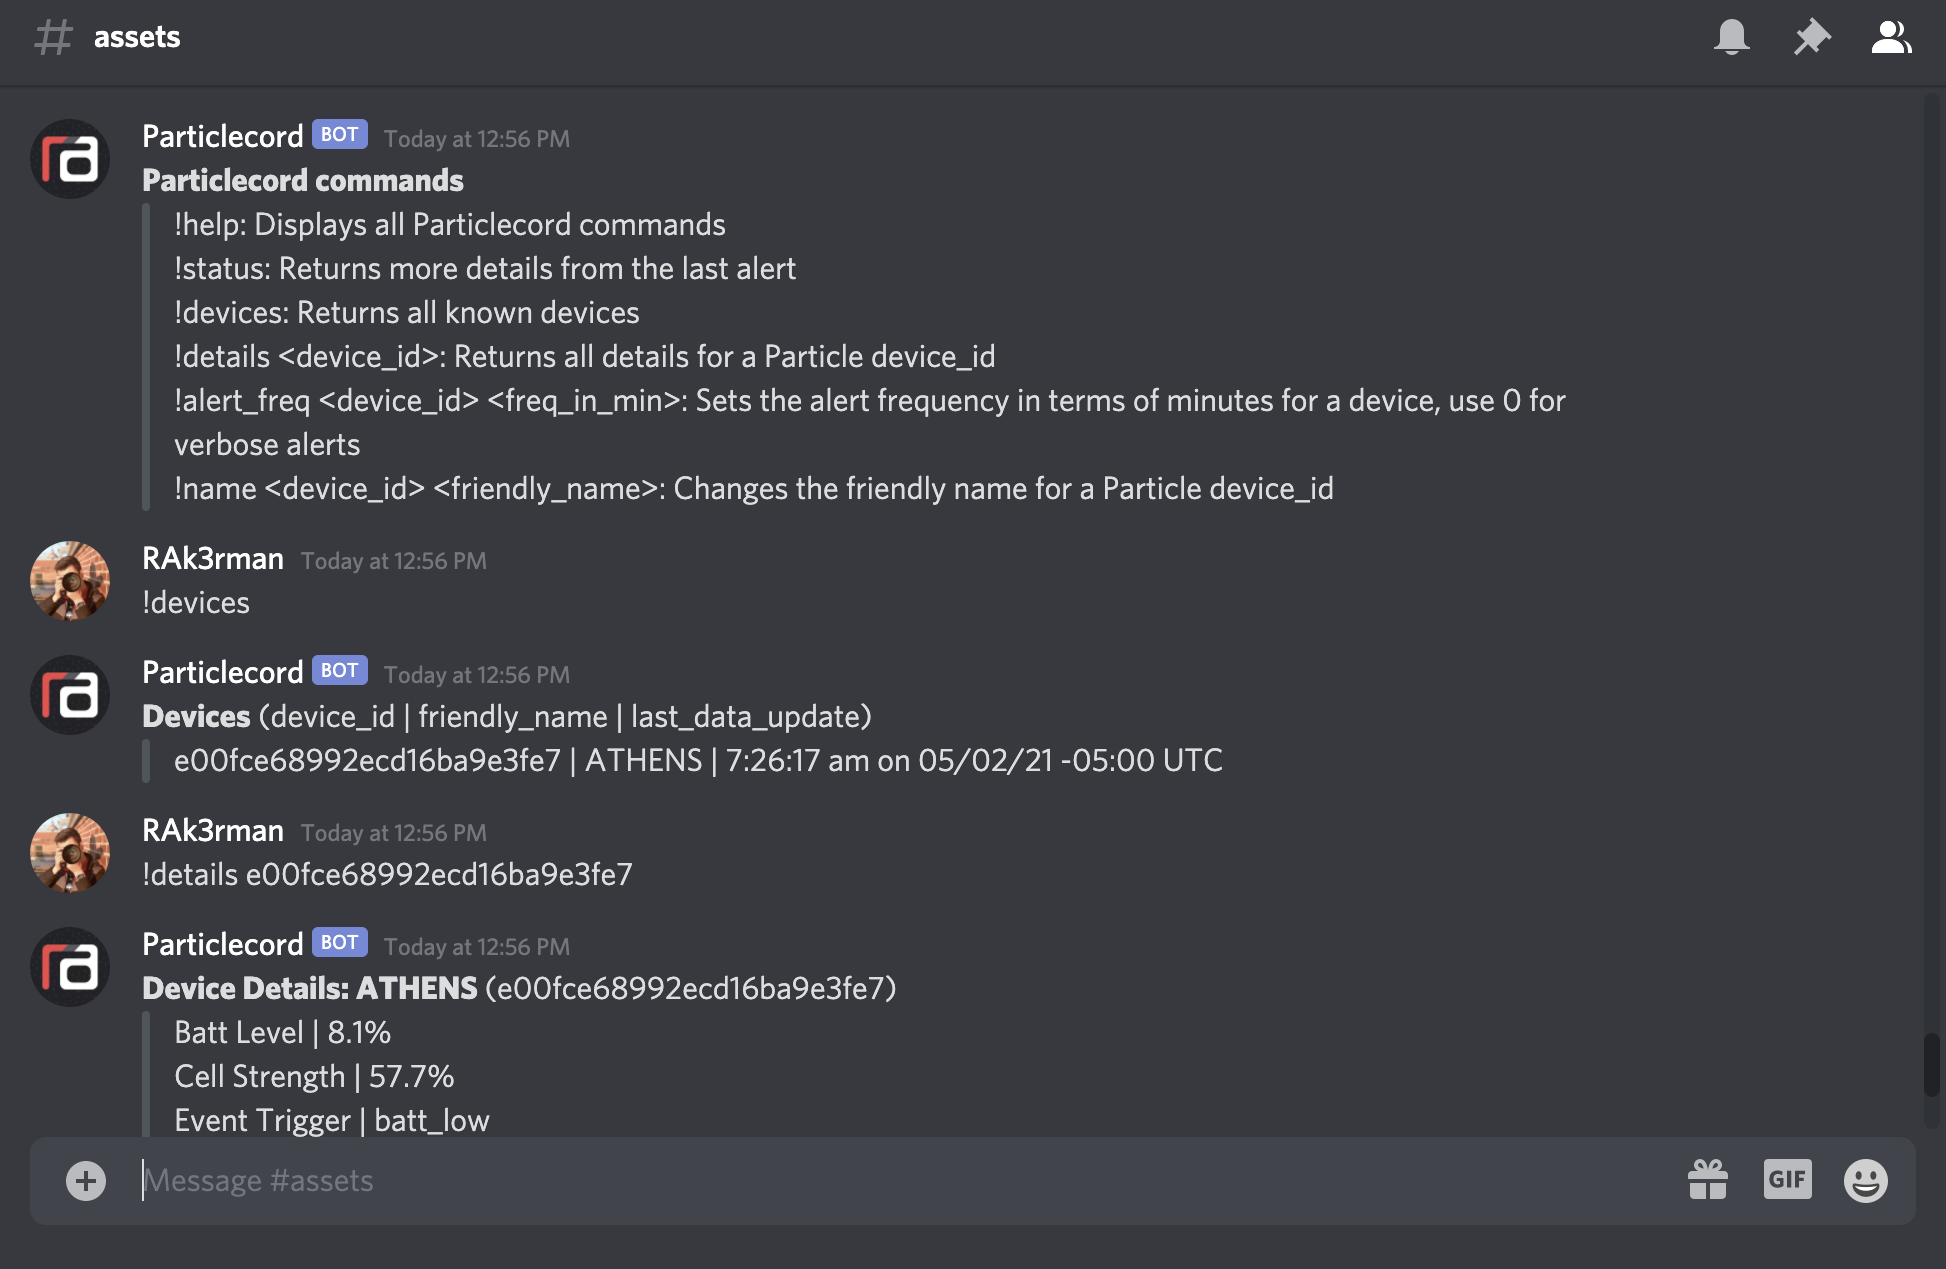 assets
Particlecord BOT Today at 12:56 PM
Particlecord commands
!help: Displays all Particlecord commands
!status: Returns more details from the last alert
!devices: Returns all known devices
!details <device_id>: Returns all details for a Particle device_id
!alert_freq <device_id> <freq_in_min>: Sets the alert frequency in terms of minutes for a device, use 0 for
verbose alerts
!name <device_id> <friendly_name>: Changes the friendly name for a Particle device_id
RAk3rman Today at 12:56 PM
!devices
Particlecord BOT Today at 12:56 PM
Devices (device_id | friendly_name | last_data_update)
e00fce68992ecd16ba9e3fe7 | ATHENS | 7:26:17 am on 05/02/21 -05:00 UTC
RAk3rman Today at 12:56 PM
!details e00fce68992ecd16ba9e3fe7
Particlecord BOT Today at 12:56 PM
Device Details: ATHENS (e00fce68992ecd16ba9e3fe7)
Batt Level | 8.1%
Cell Strength | 57.7%
Event Trigger | batt_low
Message #assets
GIF